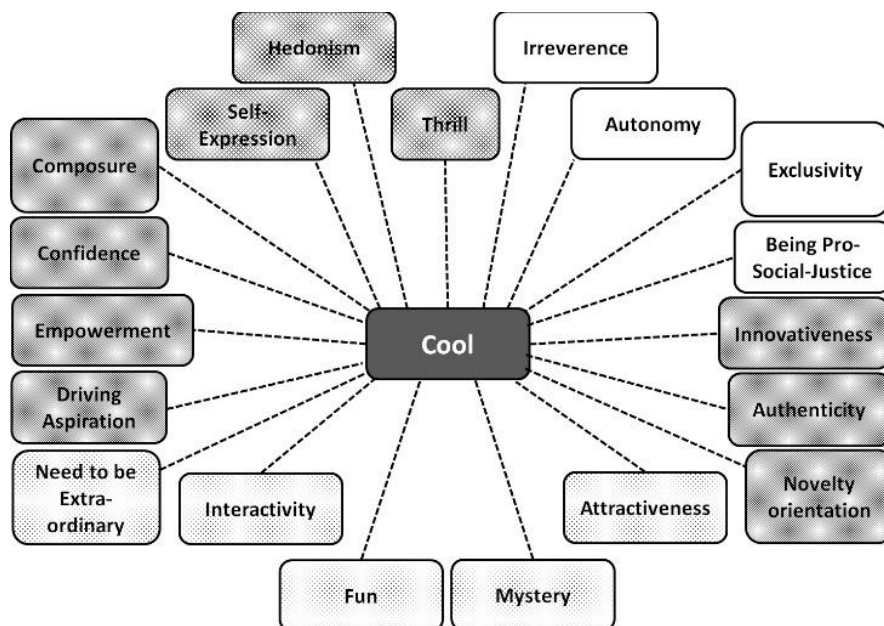 Hedonism
Irreverence
Self-
Expression
Thrill
Autonomy
Composure
Exclusivity
Confidence
Being Pro-
Social-Justice
Empowerment
Cool
Innovativeness
Driving
Aspiration
Authenticity
Need to be
Extra-
ordinary
Interactivity
Attractiveness
Novelty
orientation
Fun
Mystery